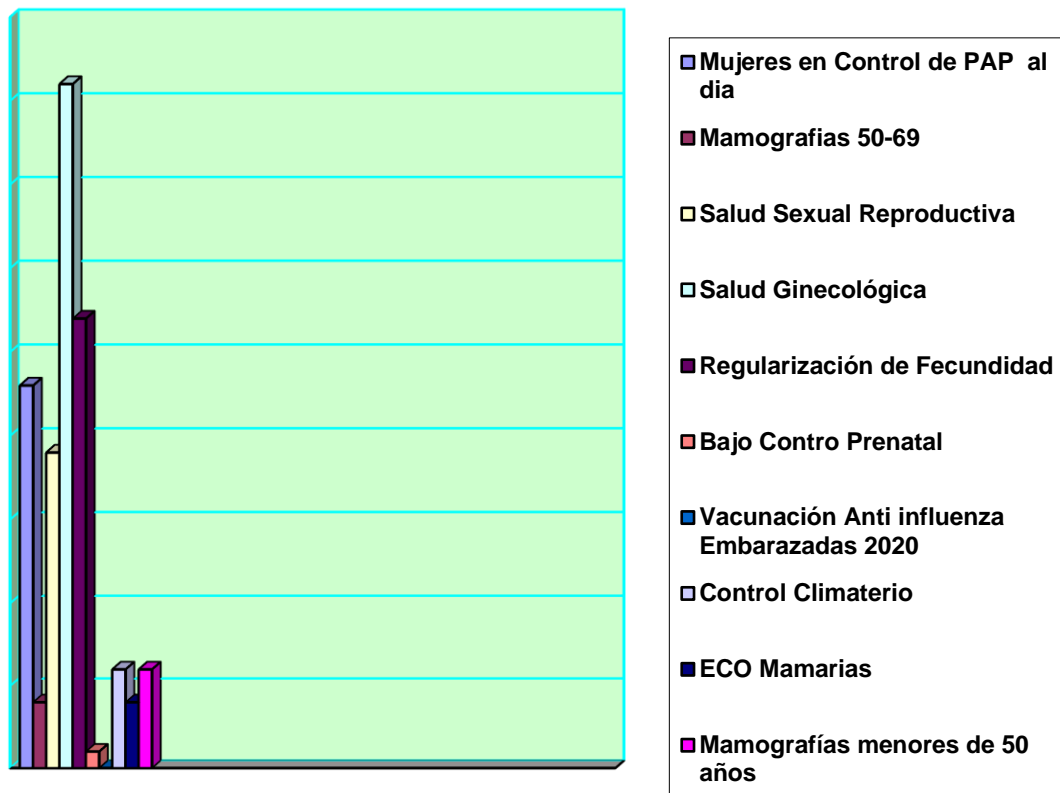 Mujeres en Control de PAP al
dia
Mamografias 50-69
Salud Sexual Reproductiva
Salud Ginecológica
Regularización de Fecundidad
Bajo Contro Prenatal
Vacunación Anti influenza
Embarazadas 2020
Control Climaterio
ECO Mamarias
Mamografías menores de 50
años